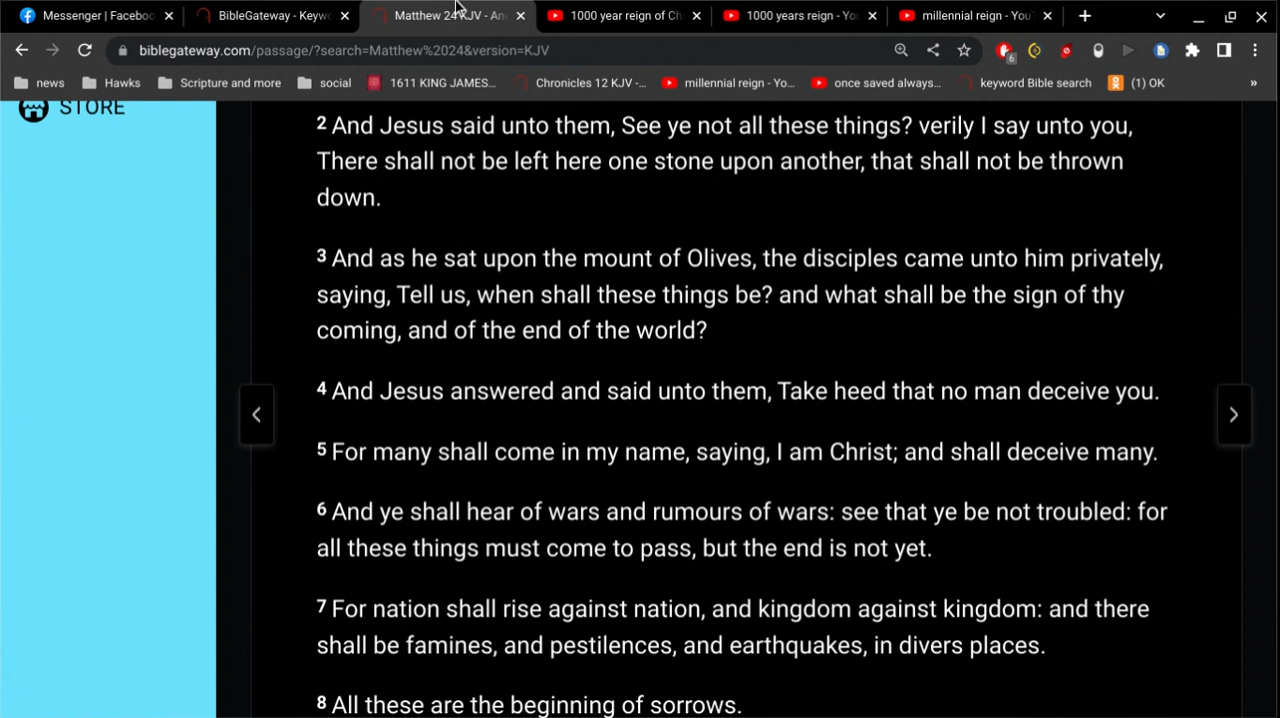 Messenger | Faceboo
BibleGateway - Keyw
Matthew 24 KJV - An
1000 year reign of Ch
1000 years reign - You
millennial reign - YouT
biblegateway.com/passage/?search=Matthew%2024&version=KJV
6
news
Hawks
Scripture and more
social
1611 KING JAMES...
Chronicles 12 KJV -...
millennial reign - Yo...
once saved always...
keyword Bible search
(1) OK
»
STORE
2 And Jesus said unto them, See ye not all these things? verily I say unto you,
There shall not be left here one stone upon another, that shall not be thrown
down.
3 And as he sat upon the mount of Olives, the disciples came unto him privately,
saying, Tell us, when shall these things be? and what shall be the sign of thy
coming, and of the end of the world?
4 And Jesus answered and said unto them, Take heed that no man deceive you.
5 For many shall come in my name, saying, I am Christ; and shall deceive many.
6 And ye shall hear of wars and rumours of wars: see that ye be not troubled: for
all these things must come to pass, but the end is not yet.
7 For nation shall rise against nation, and kingdom against kingdom: and there
shall be famines, and pestilences, and earthquakes, in divers places.
8 All these are the beginning of sorrows.